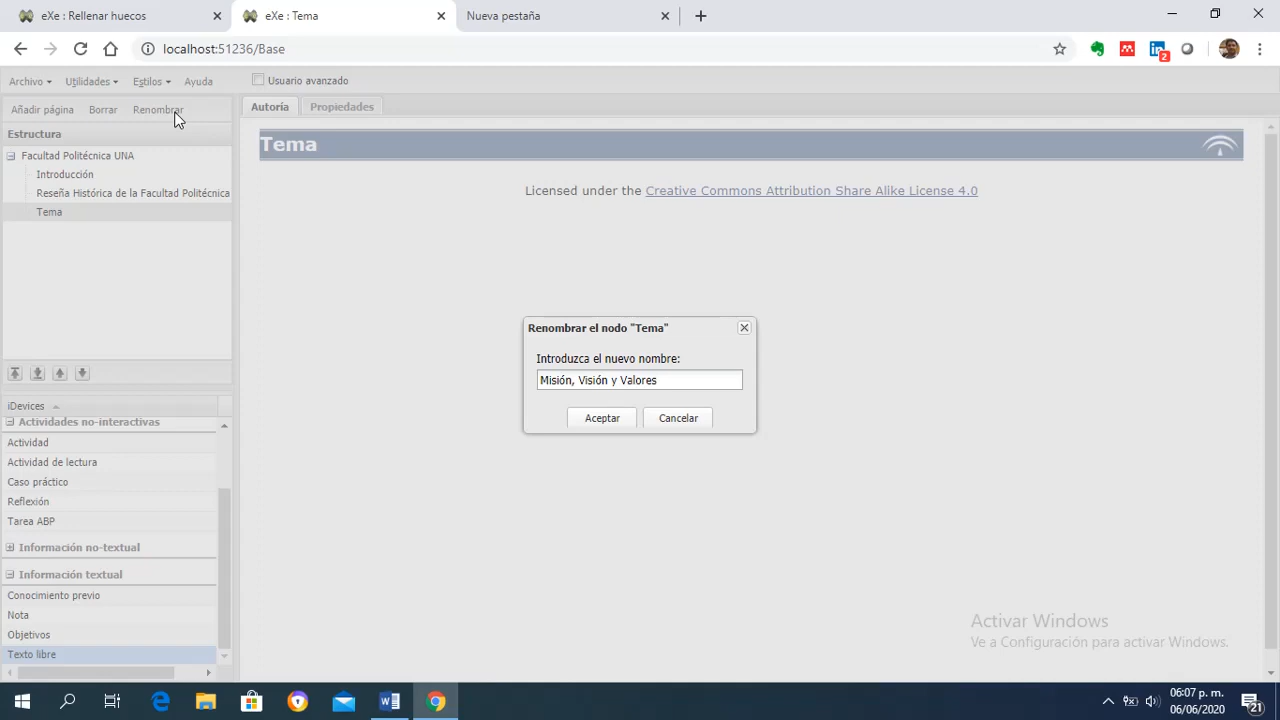 eXe : Rellenar huecos
eXe : Tema
Nueva pestaña
localhost:51236/Base
2
Archivo
Utilidades
Estilos
Ayuda
Usuario avanzado
Añadir página
Borrar
Renombrar
Autoría
Propiedades
Estructura
Facultad Politécnica UNA
Introducción
Reseña Histórica de la Facultad Politécnica
Tema
Tema
Licensed under the Creative Commons Attribution Share Alike License 4.0
Renombrar el nodo "Tema"
Introduzca el nuevo nombre:
Misión, Visión y Valores
Aceptar
Cancelar
iDevices
Actividades no-interactivas
Actividad
Actividad de lectura
Caso práctico
Reflexión
Tarea ABP
Información no-textual
Información textual
Conocimiento previo
Nota
Objetivos
Texto libre
Activar Windows
Ve a Configuración para activar Windows.
06:07 p. m.
06/06/2020
21